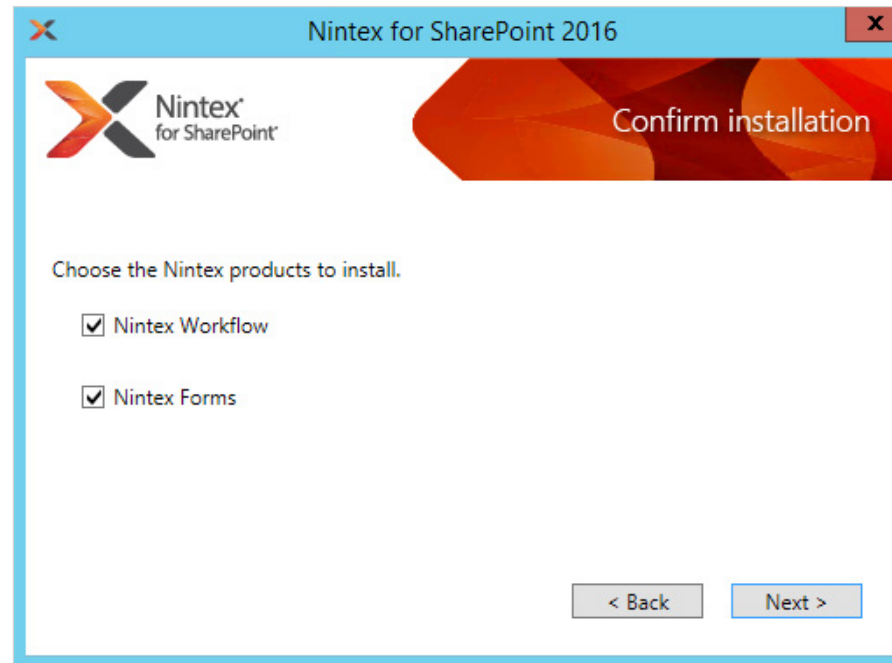 Nintex for SharePoint 2016
x
Nintex
for SharePoint
Confirm installation
Choose the Nintex products to install.
Nintex Workflow
Nintex Forms
< Back
Next >